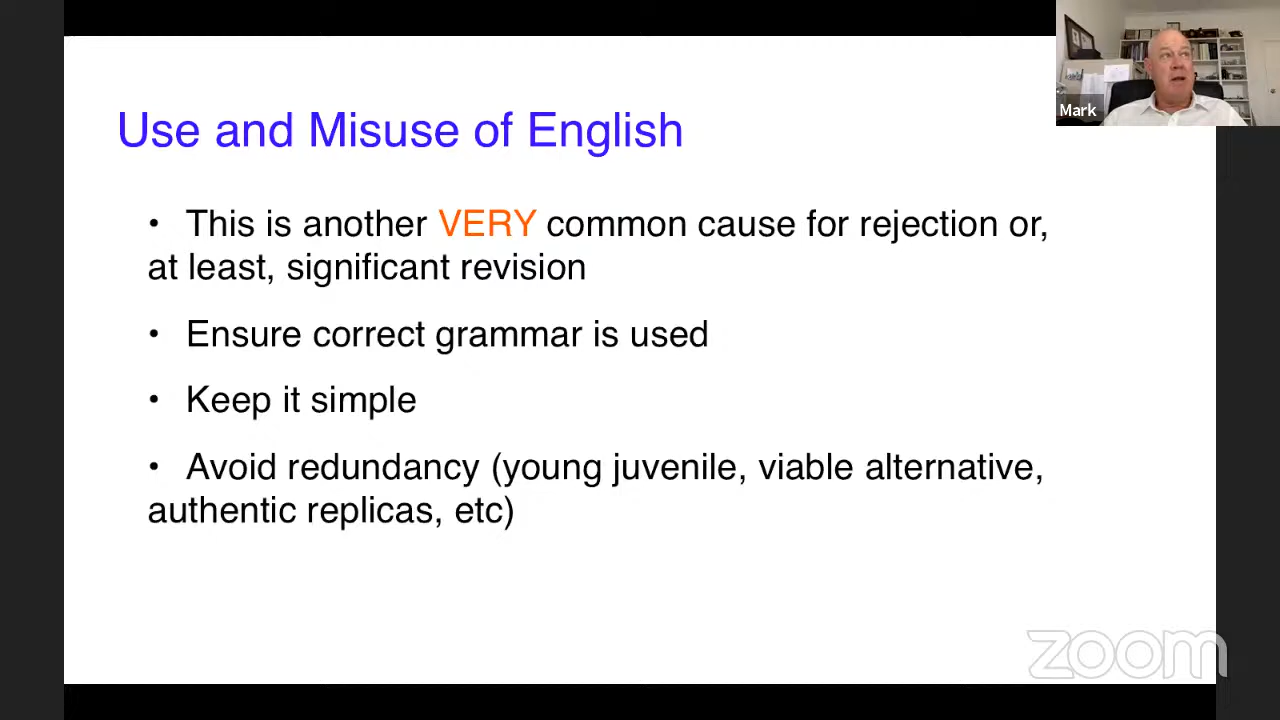 Use and Misuse of English
• This is another VERY common cause for rejection or,
at least, significant revision
• Ensure correct grammar is used
• Keep it simple
• Avoid redundancy (young juvenile, viable alternative,
authentic replicas, etc)
Mark
zoom